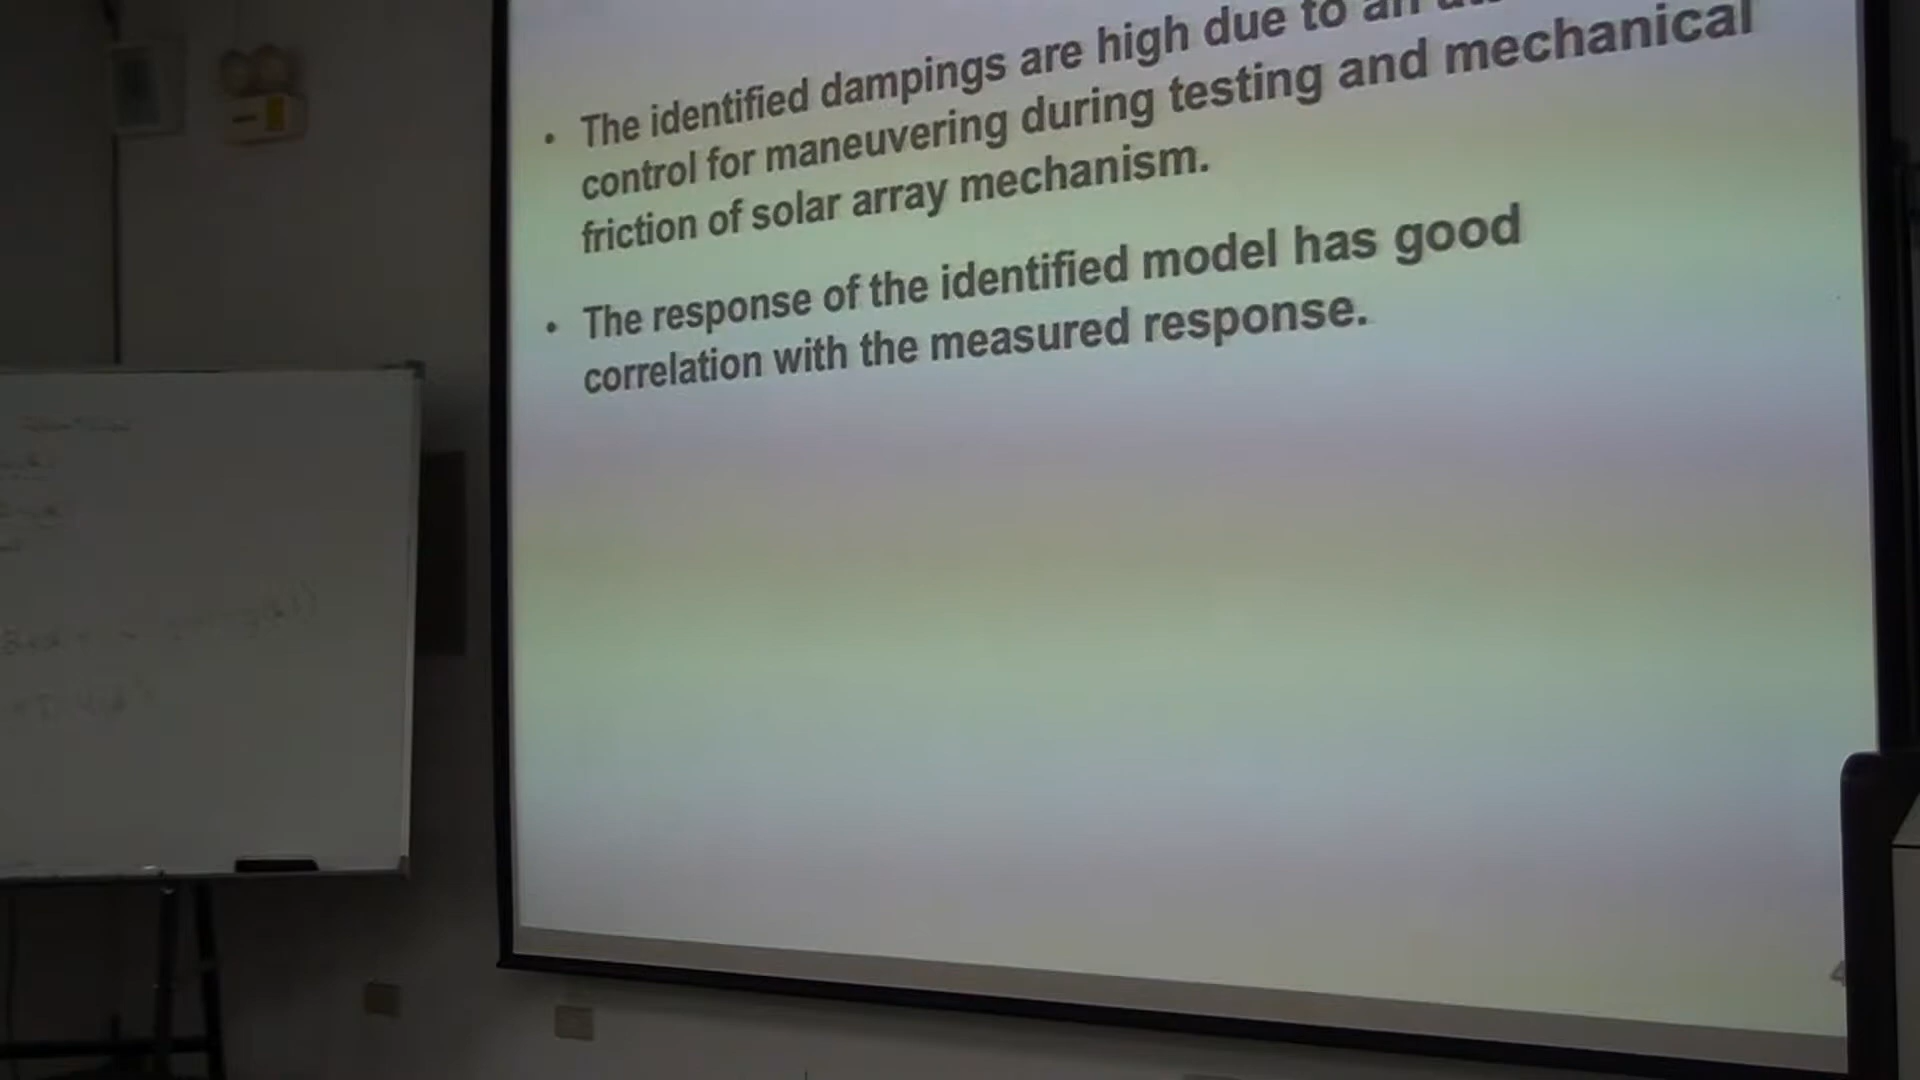 • The identified dampings are high due to an
control for maneuvering during testing and mechanical
friction of solar array mechanism.
• The response of the identified model has good
correlation with the measured response.